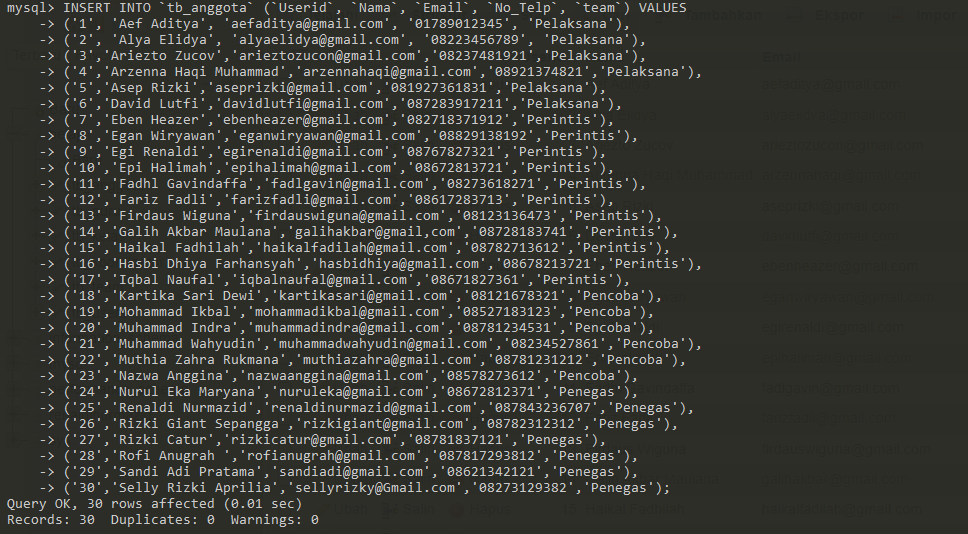 mysql> INSERT INTO `tb_anggota` (`Userid`, `Nama`, `Email`, `No_Telp`, `team`) VALUES
-> ('1', 'Aef Aditya', 'aefaditya@gmail.com', '01789012345', 'Pelaksana'),
-> ('2', 'Alya Elidya', 'alyaelidya@gmail.com', '08223456789', 'Pelaksana'),
-> ('3','Ariezto Zucov','arieztozucon@gmail.com','08237481921','Pelaksana'),
-> ('4','Arzenna Haqi Muhammad','arzennahaqi@gmail.com','08921374821','Pelaksana'),
-> ('5','Asep Rizki','aseprizki@gmail.com','081927361831','Pelaksana'),
-> ('6','David Lutfi','davidlutfi@gmail.com','087283917211','Pelaksana'),
-> ('7','Eben Heazer','ebenheazer@gmail.com','082718371912','Perintis'),
-> ('8','Egan Wiryawan','eganwiryawan@gmail.com','08829138192','Perintis'),
-> ('9','Egi Renaldi','egirenaldi@gmail.com','08767827321','Perintis'),
-> ('10','Epi Halimah','epihalimah@gmail.com','08672813721','Perintis'),
-> ('11','Fadhl Gavindaffa','fadlgavin@gmail.com','08273618271','Perintis'),
-> ('12','Fariz Fadli','farizfadli@gmail.com','08617283713','Perintis'),
-> ('13','Firdaus Wiguna','firdauswiguna@gmail.com','08123136473','Perintis'),
-> ('14','Galih Akbar Maulana','galihakbar@gmail,com','08728183741','Perintis'),
-> ('15','Haikal Fadhilah','haikalfadilah@gmail.com','08782713612','Perintis'),
-> ('16','Hasbi Dhiya Farhansyah','hasbidhiya@gmail.com','08678213721','Perintis'),
-> ('17','Iqbal Naufal','iqbalnaufal@gmail.com','08671827361','Perintis'),
-> ('18','Kartika Sari Dewi','kartikasari@gmail.com','08121678321','Pencoba'),
-> ('19','Mohammad Ikbal','mohammadikbal@gmail.com','08527183123','Pencoba'),
-> ('20','Muhammad Indra','muhammadindra@gmail.com','08781234531','Pencoba'),
-> ('21','Muhammad Wahyudin','muhammadwahyudin@gmail.com','08234527861','Pencoba'),
-> ('22','Muthia Zahra Rukmana','muthiazahra@gmail.com','08781231212','Pencoba'),
-> ('23','Nazwa Anggina','nazwaanggina@gmail.com','08578273612','Pencoba'),
-> ('24','Nurul Eka Maryana','nuruleka@gmail.com','08672812371','Penegas'),
-> ('25','Renaldi Nurmazid','renaldinurmazid@gmail.com','087843236707','Penegas'),
-> ('26','Rizki Giant Sepangga','rizkigiant@gmail.com','08782312312','Penegas'),
-> ('27','Rizki Catur','rizkicatur@gmail.com','08781837121','Penegas'),
-> ('28','Rofi Anugrah ','rofianugrah@gmail.com','087817293812','Penegas'),
-> ('29','Sandi Adi Pratama','sandiadi@gmail.com','08621342121','Penegas'),
-> ('30','Selly Rizki Aprilia','sellyrizky@Gmail.com','08273129382','Penegas');
Query OK, 30 rows affected (0.01 sec)
Records: 30  Duplicates: 0  Warnings: 0